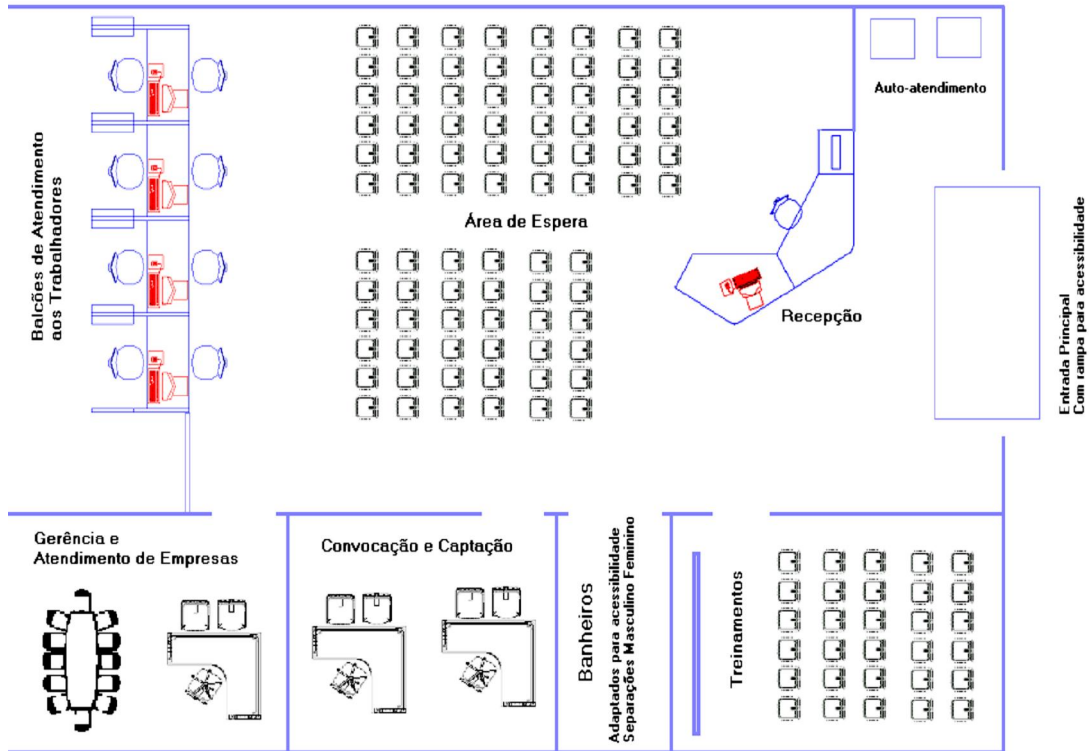 Auto-atendimento
Balcões de Atendimento
aos Trabalhadores
Área de Espera
Recepção
Entrada Principal
Com rampa para acessibilidade
Gerência e
Atendimento de Empresas
Convocação e Captação
Banheiros
Adaptados para acessibilidade
Separações Masculino Feminino
Treinamentos